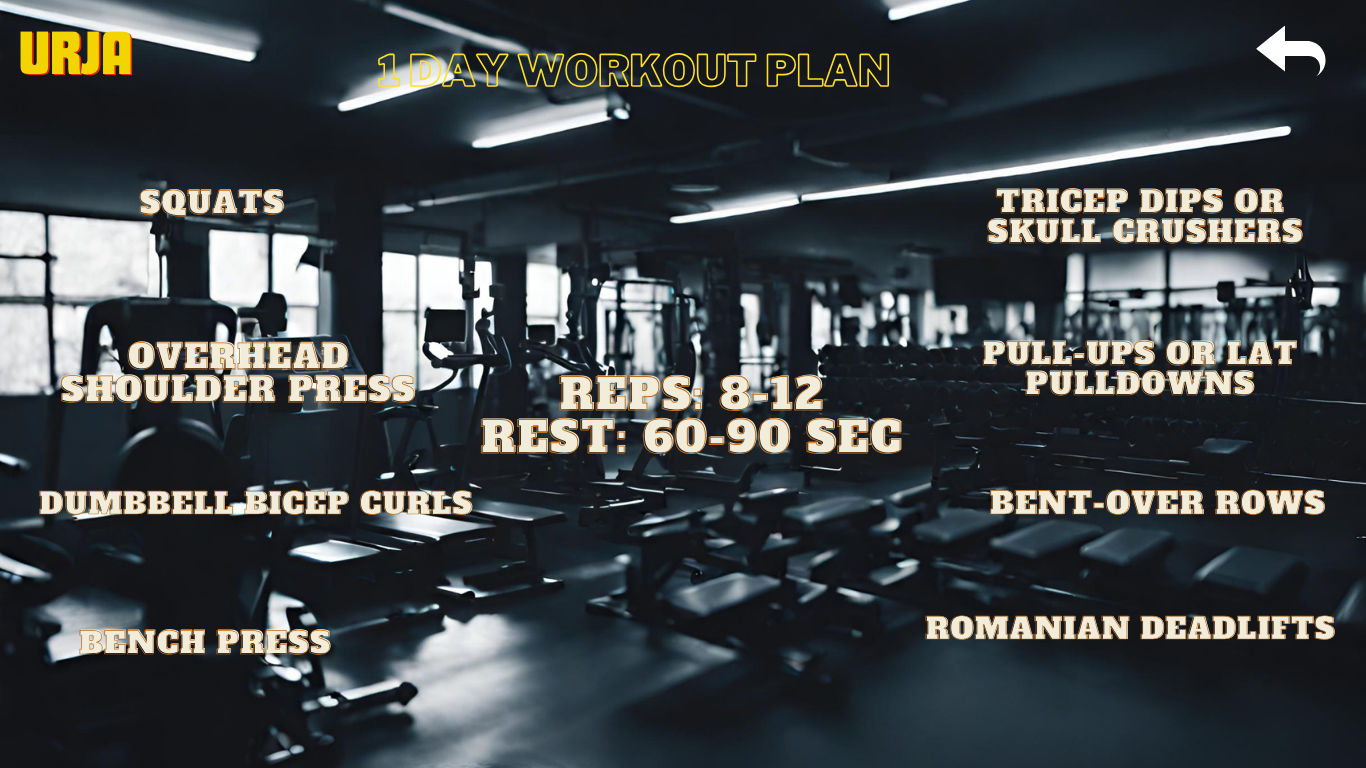 URJA
1 DAY WORKOUT PLAN
SQUATS
OVERHEAD
SHOULDER PRESS
DUMBBELL BICEP CURLS
BENCH PRESS
REPS: 8-12
REST: 60-90 SEC
TRICEP DIPS OR
SKULL CRUSHERS
PULL-UPS OR LAT
PULLDOWNS
BENT-OVER ROWS
ROMANIAN DEADLIFTS